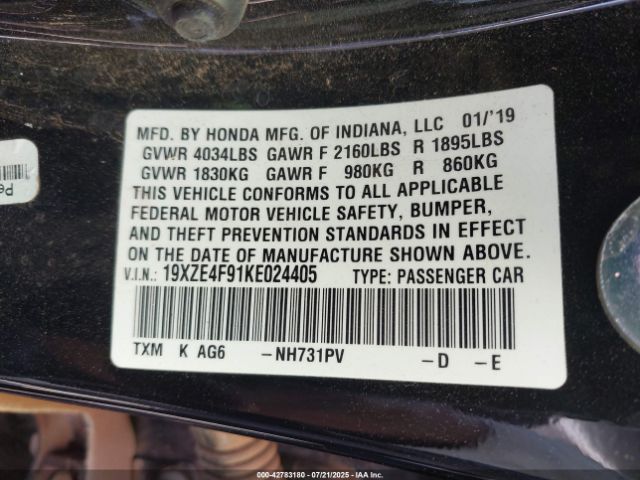 MFD. BY HONDA MFG. OF INDIANA, LLC 01/'19
GVWR 4034LBS GAWR F 2160LBS R 1895LBS
GVWR 1830KG GAWR F 980KG R 860KG
THIS VEHICLE CONFORMS TO ALL APPLICABLE
FEDERAL MOTOR VEHICLE SAFETY, BUMPER,
AND THEFT PREVENTION STANDARDS IN EFFECT
ON THE DATE OF MANUFACTURE SHOWN ABOVE.
V.I.N.: 19XZE4F91KE024405 TYPE: PASSENGER CAR
TXM K AG6 -NH731PV -D -E
000-42783180 - 07/21/2025 - IAA Inc.